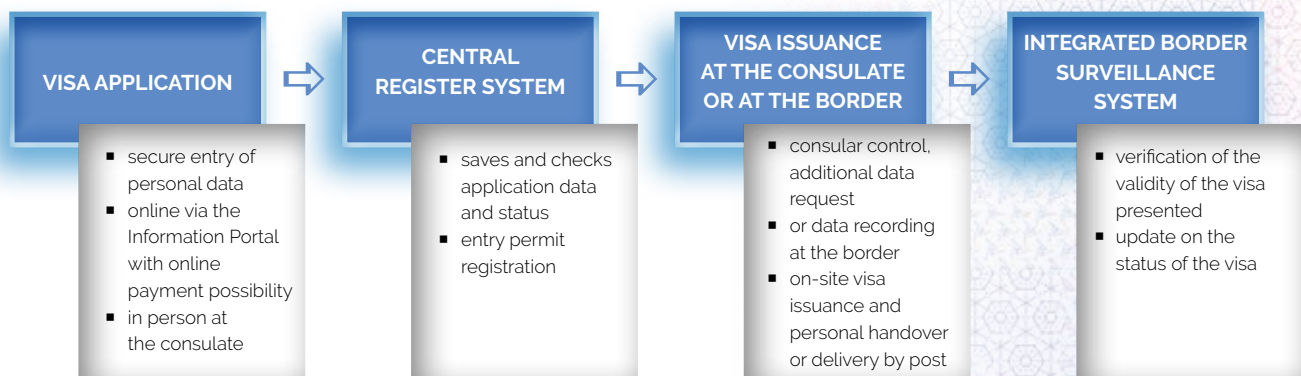 VISA APPLICATION
■ secure entry of
personal data
■ online via the
Information Portal
with online
payment possibility
■ in person at
the consulate
CENTRAL
REGISTER SYSTEM
■ saves and checks
application data
and status
■ entry permit
registration
VISA ISSUANCE
AT THE CONSULATE
OR AT THE BORDER
■ consular control,
additional data
request
■ or data recording
at the border
■ on-site visa
issuance and
personal handover
or delivery by post
INTEGRATED BORDER
SURVEILLANCE
SYSTEM
■ verification of the
validity of the visa
presented
■ update on the
status of the visa